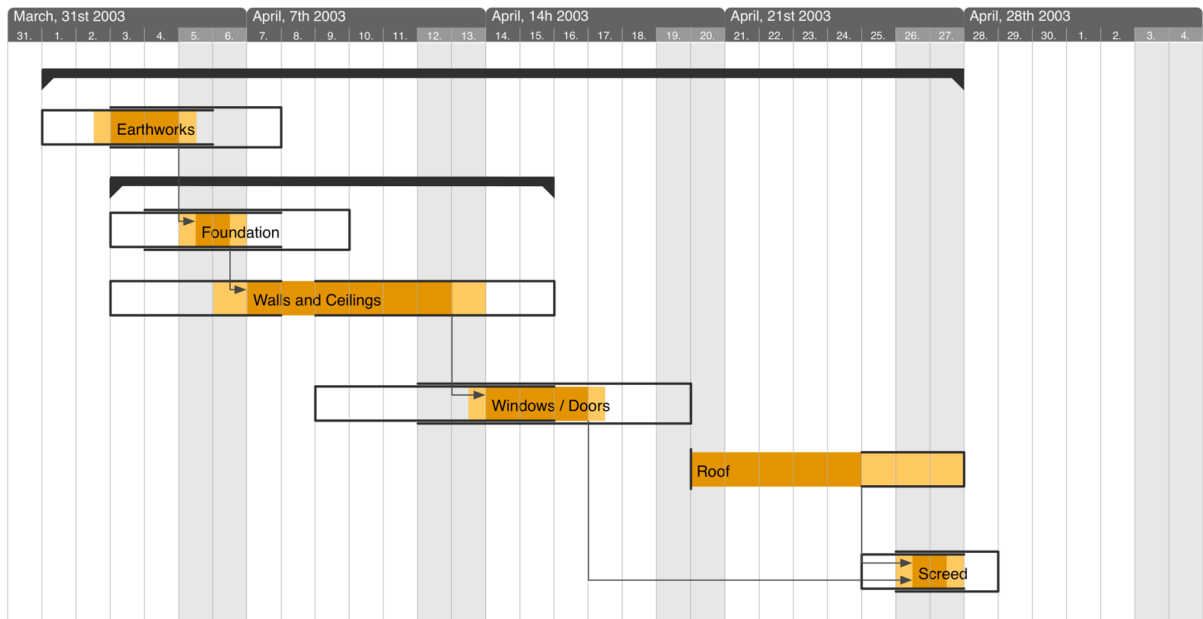 March, 31st 2003 April, 7th 2003 April, 14h 2003 April, 21st 2003 April, 28th 2003
31. 1. 2. 3. 4. 5. 6. 7. 8. 9. 10. 11. 12. 13. 14. 15. 16. 17. 18. 19. 20. 21. 22. 23. 24. 25. 26. 27. 28. 29. 30. 1. 2. 3. 4.
Earthworks
Foundation
Walls and Ceilings
Windows / Doors
Roof
Screed